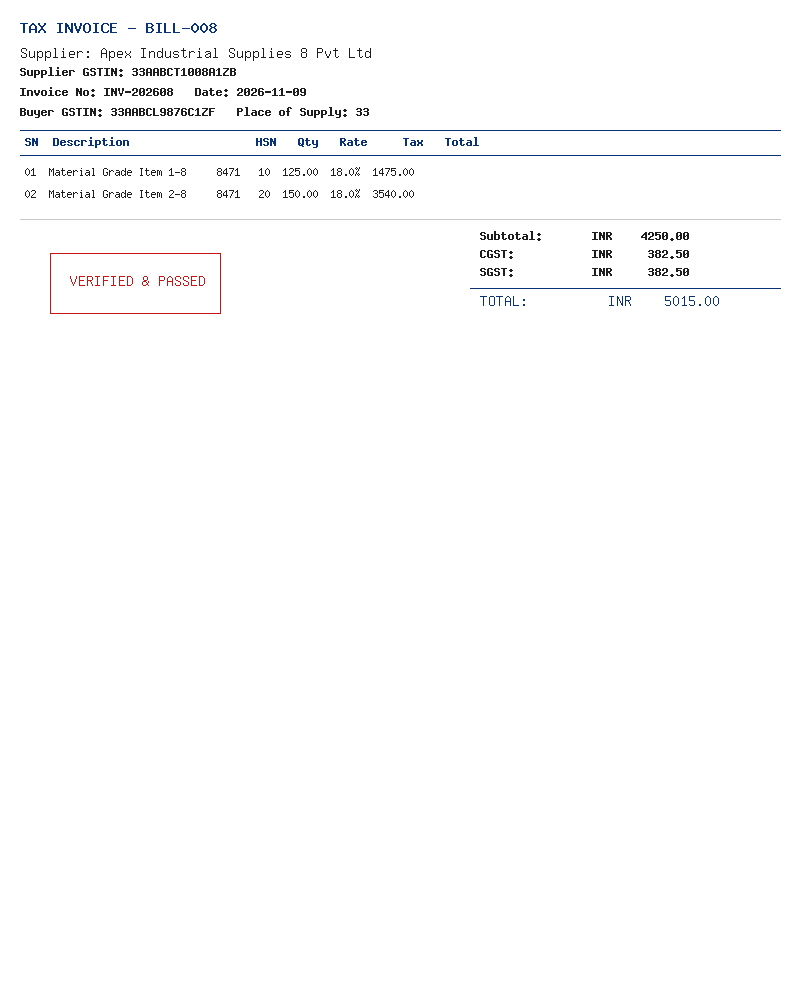 TAX INVOICE - BILL-008
Supplier: Apex Industrial Supplies 8 Pvt Ltd
Supplier GSTIN: 33AABCT1008A1ZB
Invoice No: INV-202608 Date: 2026-11-09
Buyer GSTIN: 33AABCL9876C1ZF Place of Supply: 33
SN Description HSN Qty Rate Tax Total
01 Material Grade Item 1-8 8471 10 125.00 18.0% 1475.00
02 Material Grade Item 2-8 8471 20 150.00 18.0% 3540.00
Subtotal: INR 4250.00
CGST: INR 382.50
SGST: INR 382.50
VERIFIED & PASSED
TOTAL: INR 5015.00